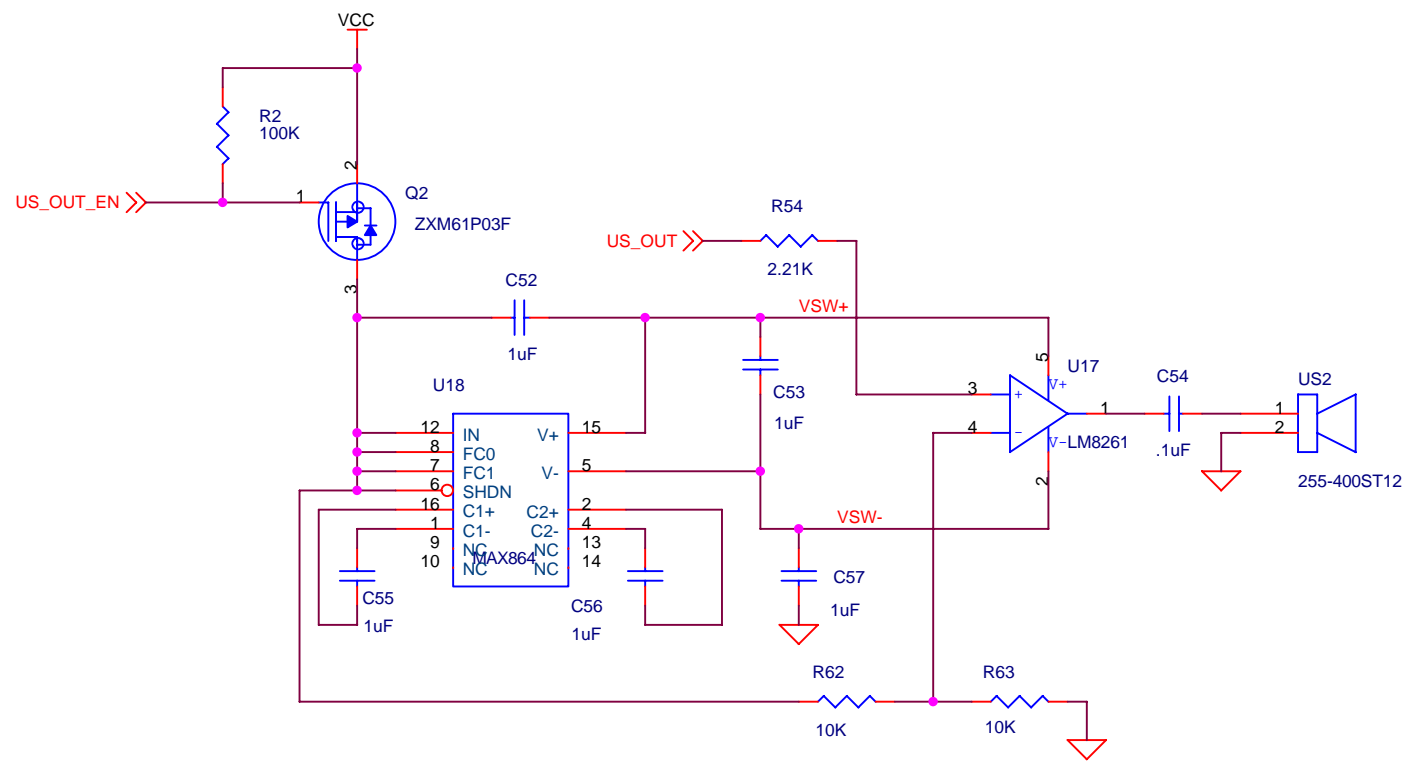 VCC
R2
100K
2
US_OUT_EN
1
Q2
ZXM61P03F
3
R54
US_OUT
2.21K
C52
1uF
VSW+
U18
C53
1uF
5
U17
V+
3
+
4
-
1
V-
LM8261
2
C54
.1uF
US2
1
2
255-400ST12
12 IN V+ 15
8 FC0
7 FC1 V- 5
6 SHDN
16 C1+ C2+ 2
1 C1- C2- 4
9 NC NC 13
10 NC NC 14
MAX864
VSW-
C55
1uF
C56
1uF
C57
1uF
R62
10K
R63
10K